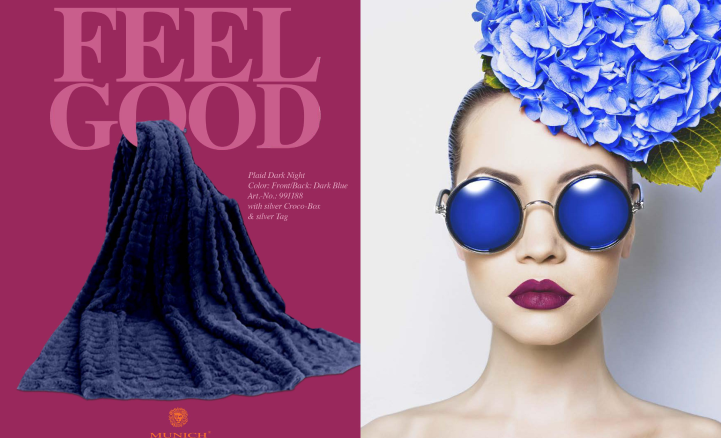 FEEL
GOOD
Plaid Dark Night
Color: Front/Back: Dark Blue
Art.-No.: 991188
with silver Croco-Box
& silver Tag
MUNICH®